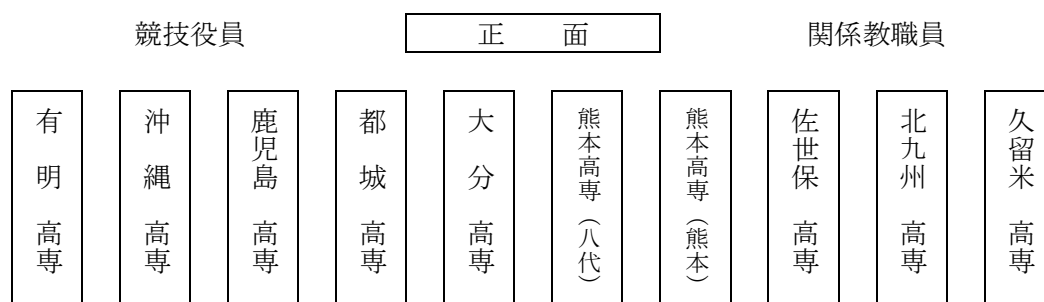 競技役員
正　面
関係教職員
有明高専
沖縄高専
鹿児島高専
都城高専
大分高専
熊本高専（八代）
熊本高専（熊本）
佐世保高専
北九州高専
久留米高専